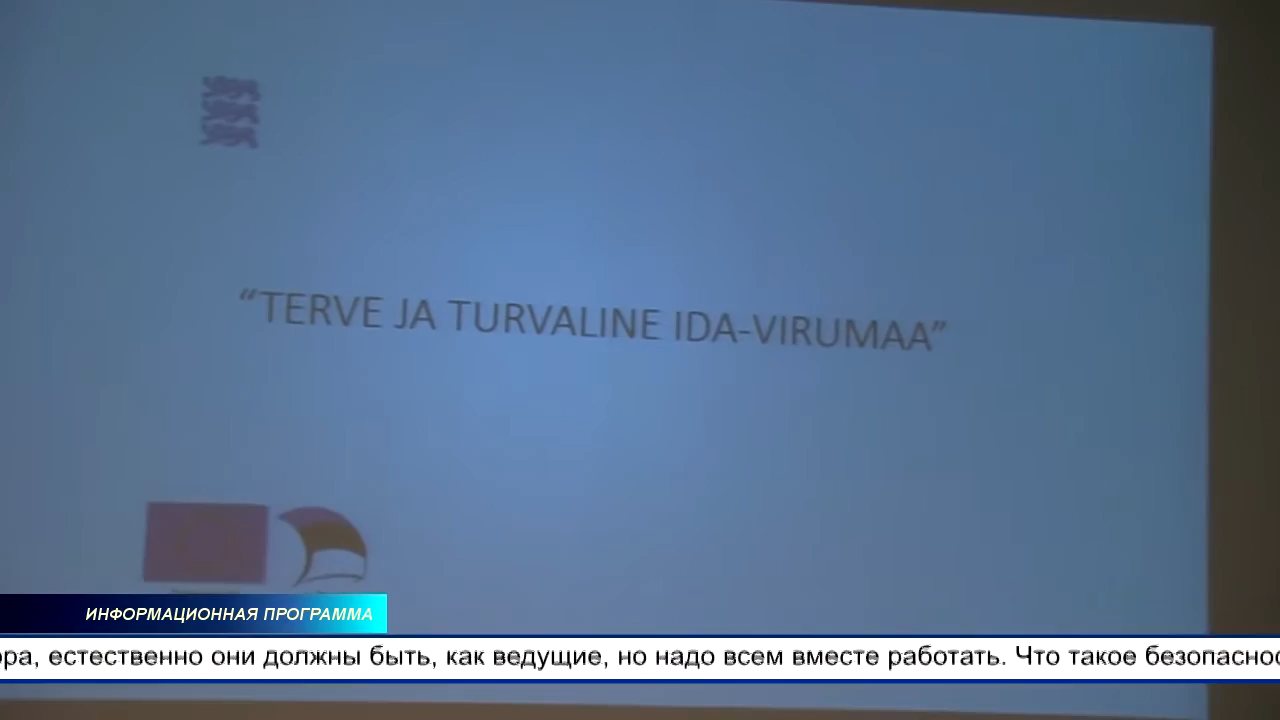 “TERVE JA TURVALINE IDA-VIRUMAA”
ИНФОРМАЦИОННАЯ ПРОГРАММА
ора, естественно они должны быть, как ведущие, но надо всем вместе работать. Что такое безопаснос